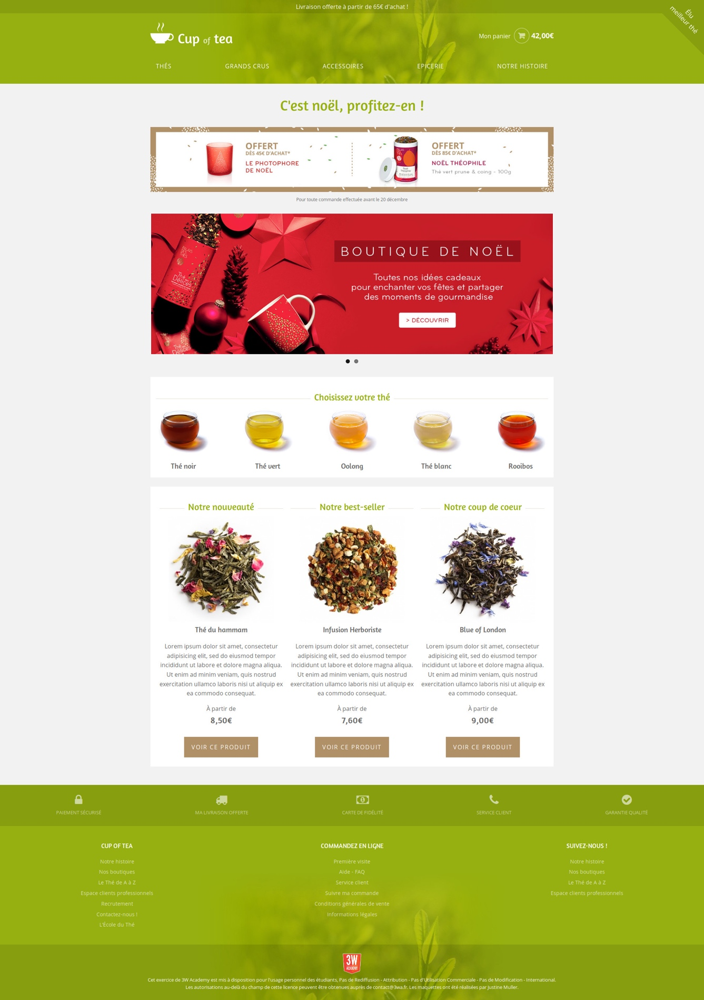 Livraison offerte à partir de 65€ d'achat !
Élu
meilleur thé
Cup of tea
Mon panier 42,00€
THÉS GRANDS CRUS ACCESSOIRES EPICERIE NOTRE HISTOIRE
C'est noël, profitez-en !
OFFERT
DÈS 45€ D'ACHAT*
LE PHOTOPHORE
DE NOËL
OFFERT
DÈS 85€ D'ACHAT*
NOËL THÉOPHILE
Thé vert prune & coing - 100g
Pour toute commande effectuée avant le 20 décembre
BOUTIQUE DE NOËL
Toutes nos idées cadeaux
pour enchanter vos fêtes et partager
des moments de gourmandise
> DÉCOUVRIR
Thé des
Délices
Thé des
Délices
Choisissez votre thé
Thé noir Thé vert Oolong Thé blanc Rooibos
Notre nouveauté
Thé du hammam
Lorem ipsum dolor sit amet, consectetur
adipisicing elit, sed do eiusmod tempor
incididunt ut labore et dolore magna aliqua.
Ut enim ad minim veniam, quis nostrud
exercitation ullamco laboris nisi ut aliquip ex
ea commodo consequat.
À partir de
8,50€
VOIR CE PRODUIT
Notre best-seller
Infusion Herboriste
Lorem ipsum dolor sit amet, consectetur
adipisicing elit, sed do eiusmod tempor
incididunt ut labore et dolore magna aliqua.
Ut enim ad minim veniam, quis nostrud
exercitation ullamco laboris nisi ut aliquip ex
ea commodo consequat.
À partir de
7,60€
VOIR CE PRODUIT
Notre coup de coeur
Blue of London
Lorem ipsum dolor sit amet, consectetur
adipisicing elit, sed do eiusmod tempor
incididunt ut labore et dolore magna aliqua.
Ut enim ad minim veniam, quis nostrud
exercitation ullamco laboris nisi ut aliquip ex
ea commodo consequat.
À partir de
9,00€
VOIR CE PRODUIT
PAIEMENT SÉCURISÉ MA LIVRAISON OFFERTE CARTE DE FIDÉLITÉ SERVICE CLIENT GARANTIE QUALITÉ
CUP OF TEA
Notre histoire
Nos boutiques
Le Thé de A à Z
Espace clients professionnels
Recrutement
Contactez-nous !
L'École du Thé
COMMANDEZ EN LIGNE
Première visite
Aide - FAQ
Service client
Suivre ma commande
Conditions générales de vente
Informations légales
SUIVEZ-NOUS !
Notre histoire
Nos boutiques
Le Thé de A à Z
Espace clients professionnels
3W
ACADEMY
Cet exercice de 3W Academy est mis à disposition pour l'usage personnel des étudiants, Pas de Rediffusion - Attribution - Pas d'Utilisation Commerciale - Pas de Modification - International.
Les autorisations au-delà du champ de cette licence peuvent être obtenues auprès de contact@3wa.fr. Les maquettes ont été réalisées par Justine Muller.